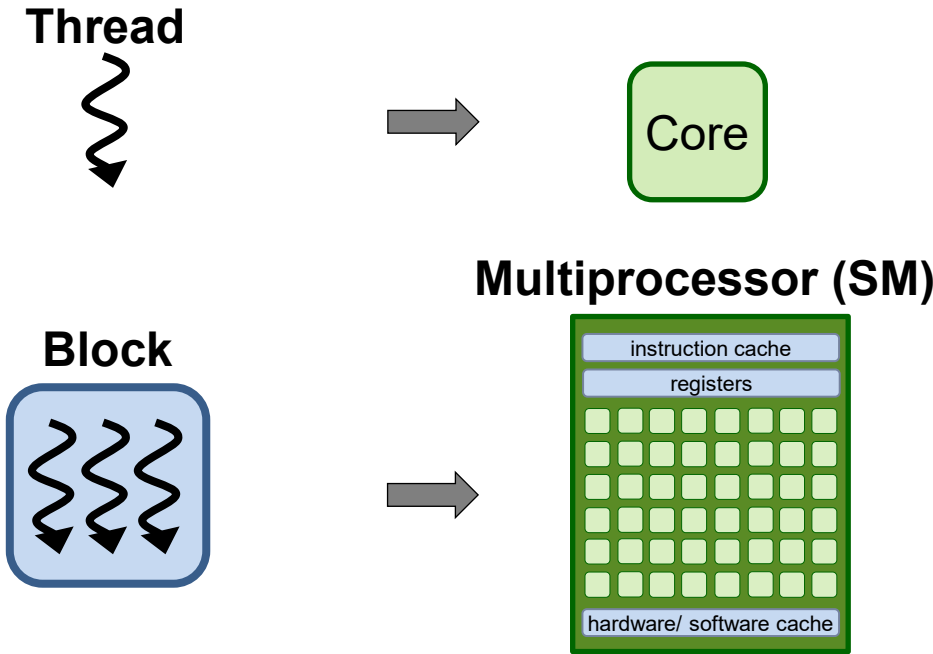 Thread
Core
Multiprocessor (SM)
Block
instruction cache
registers
hardware/ software cache